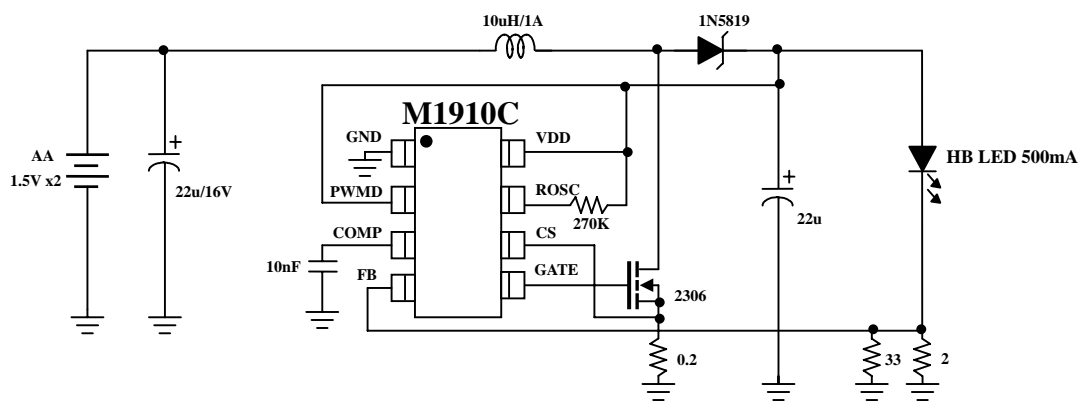 10uH/1A
1N5819
M1910C
GND
VDD
AA
1.5V x2
+
22u/16V
PWMD
ROSC
270K
HB LED 500mA
+
22u
COMP
CS
10nF
FB
GATE
2306
0.2
33
2